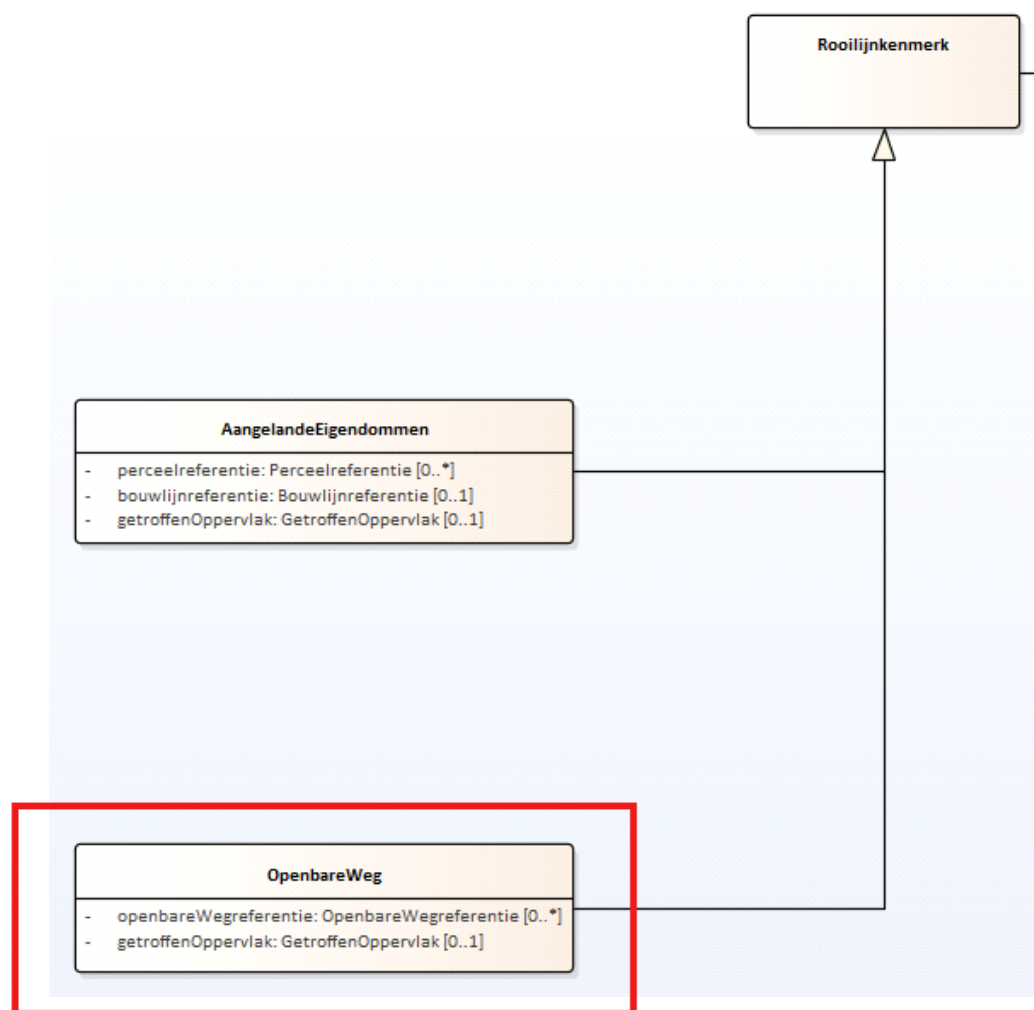 Rooilijnkenmerk
AangelandeEigendommen
- perceelreferentie: Perceelreferentie [0..*]
- bouwlijnreferentie: Bouwlijnreferentie [0..1]
- getroffenOppervlak: GetroffenOppervlak [0..1]
OpenbareWeg
- openbareWegreferentie: OpenbareWegreferentie [0..*]
- getroffenOppervlak: GetroffenOppervlak [0..1]